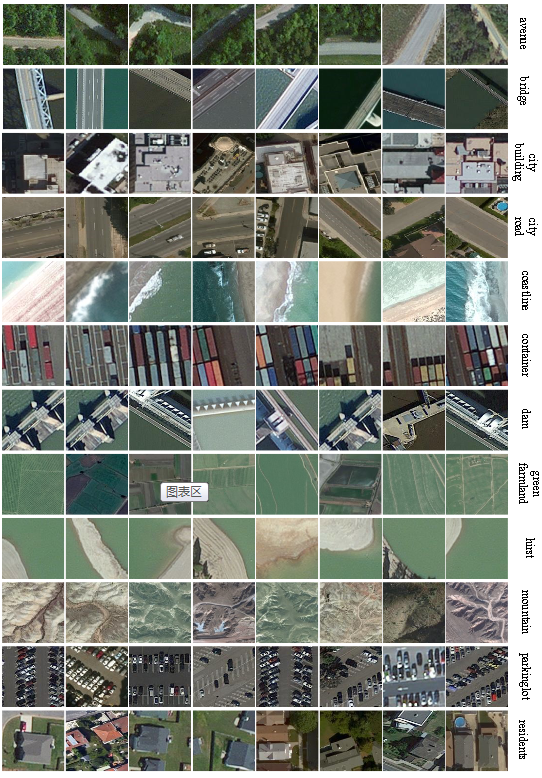 avenue
bridge
city
building
city
road
coastline
container
dam
green
farmland
图表区
hirst
mountain
parkinglot
residents